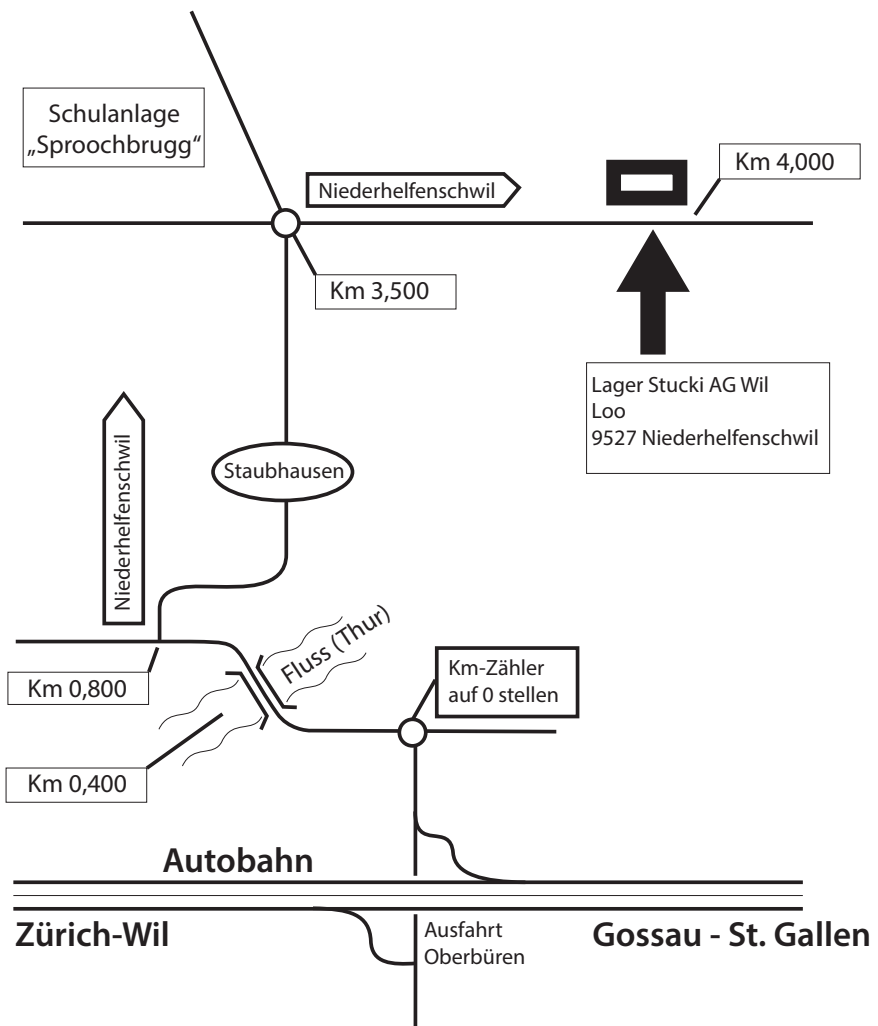 Schulanlage
„Sproochbrugg“
Niederhelfenschwil
Km 4,000
Km 3,500
Lager Stucki AG Wil
Loo
9527 Niederhelfenschwil
Niederhelfenschwil
Staubhausen
Fluss (Thur)
Km-Zähler
auf 0 stellen
Km 0,800
Km 0,400
Autobahn
Zürich-Wil
Ausfahrt
Oberbüren
Gossau - St. Gallen